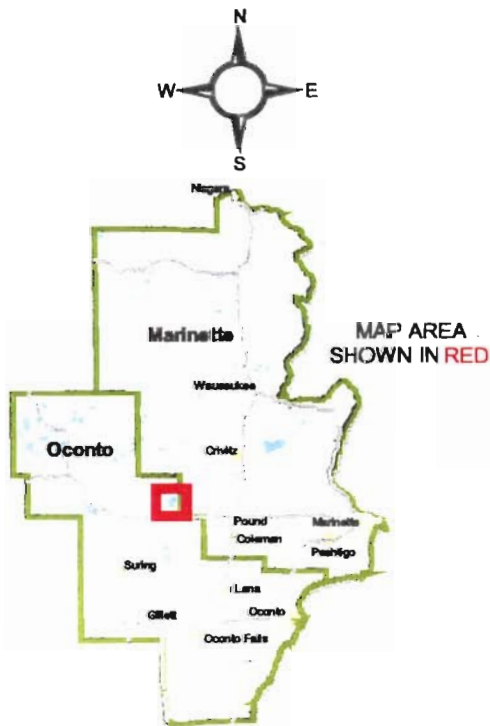 N
W E
S
Niagara
Marinette
MAP AREA
SHOWN IN RED
Wausaukee
Oconto
Crivitz
Pound
Marinette
Coleman
Peshtigo
Suring
Lena
Gillett
Oconto
Oconto Falls